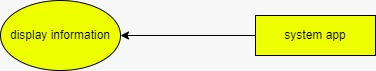 display information
system app